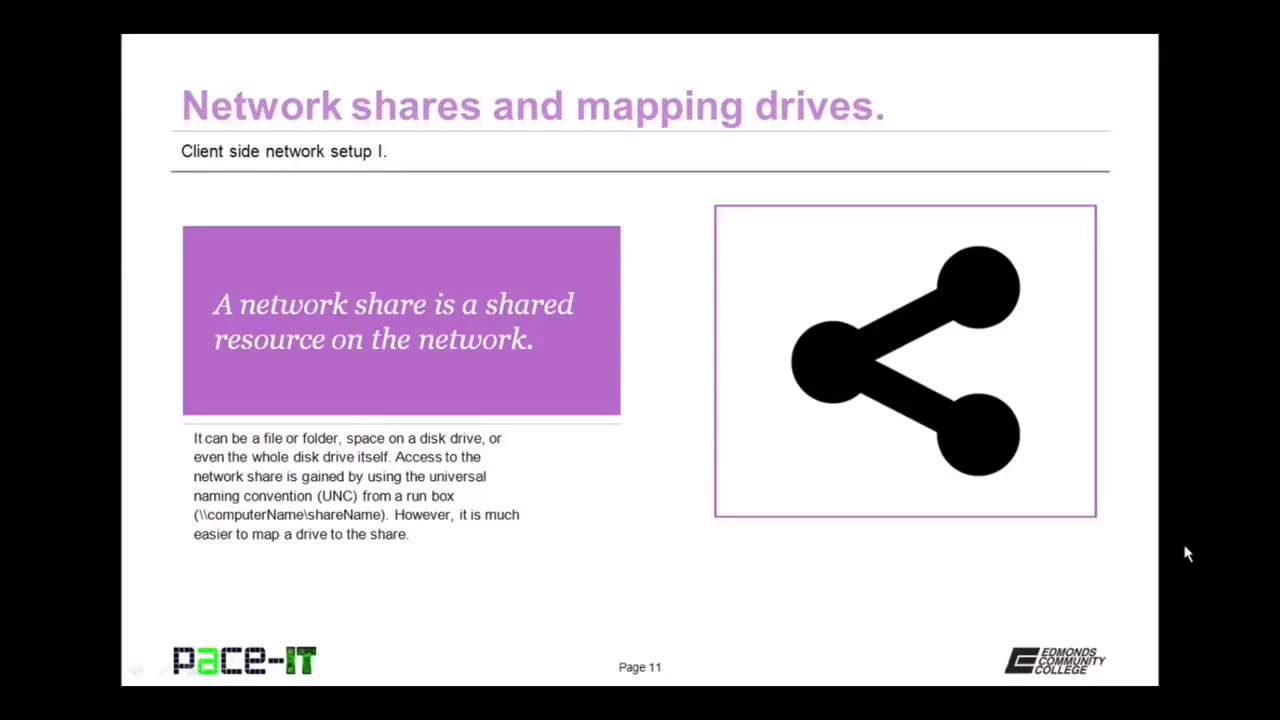 Network shares and mapping drives.
Client side network setup I.
A network share is a shared
resource on the network.
It can be a file or folder, space on a disk drive, or
even the whole disk drive itself. Access to the
network share is gained by using the universal
naming convention (UNC) from a run box
(\\computerName\shareName). However, it is much
easier to map a drive to the share.
pace-IT
Page 11
EDMONDS
COMMUNITY
COLLEGE